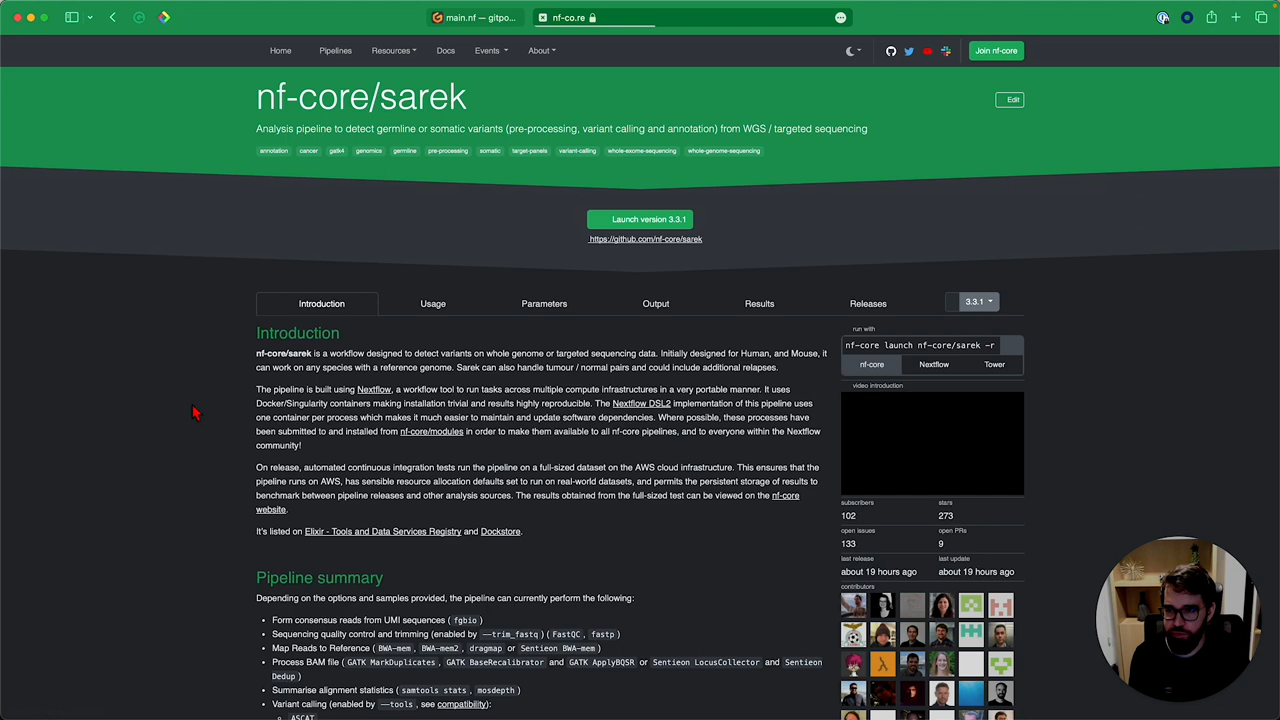 main.nf — gitpo...
nf-co.re
Home
Pipelines
Resources
Docs
Events
About
Join nf-core
nf-core/sarek
Edit
Analysis pipeline to detect germline or somatic variants (pre-processing, variant calling and annotation) from WGS / targeted sequencing
annotation cancer gatk4 genomics germline pre-processing somatic target-panels variant-calling whole-exome-sequencing whole-genome-sequencing
Launch version 3.3.1
https://github.com/nf-core/sarek
Introduction
Usage
Parameters
Output
Results
Releases
3.3.1
Introduction
nf-core/sarek is a workflow designed to detect variants on whole genome or targeted sequencing data. Initially designed for Human, and Mouse, it
can work on any species with a reference genome. Sarek can also handle tumour / normal pairs and could include additional relapses.
The pipeline is built using Nextflow, a workflow tool to run tasks across multiple compute infrastructures in a very portable manner. It uses
Docker/Singularity containers making installation trivial and results highly reproducible. The Nextflow DSL2 implementation of this pipeline uses
one container per process which makes it much easier to maintain and update software dependencies. Where possible, these processes have
been submitted to and installed from nf-core/modules in order to make them available to all nf-core pipelines, and to everyone within the Nextflow
community!
On release, automated continuous integration tests run the pipeline on a full-sized dataset on the AWS cloud infrastructure. This ensures that the
pipeline runs on AWS, has sensible resource allocation defaults set to run on real-world datasets, and permits the persistent storage of results to
benchmark between pipeline releases and other analysis sources. The results obtained from the full-sized test can be viewed on the nf-core
website.
It's listed on Elixir - Tools and Data Services Registry and Dockstore.
Pipeline summary
Depending on the options and samples provided, the pipeline can currently perform the following:
• Form consensus reads from UMI sequences (fgbio)
• Sequencing quality control and trimming (enabled by --trim_fastq) (FastQC, fastp)
• Map Reads to Reference (BWA-mem, BWA-mem2, dragmap or Sentieon BWA-mem)
• Process BAM file (GATK MarkDuplicates, GATK BaseRecalibrator and GATK ApplyBQSR or Sentieon LocusCollector and Sentieon
Dedup)
• Summarise alignment statistics (samtools stats, mosdepth)
• Variant calling (enabled by --tools, see compatibility):
ASCAT
run with
nf-core launch nf-core/sarek -r
nf-core
Nextflow
Tower
video introduction
subscribers
stars
102
273
open issues
open PRs
133
9
last release
last update
about 19 hours ago
about 19 hours ago
contributors